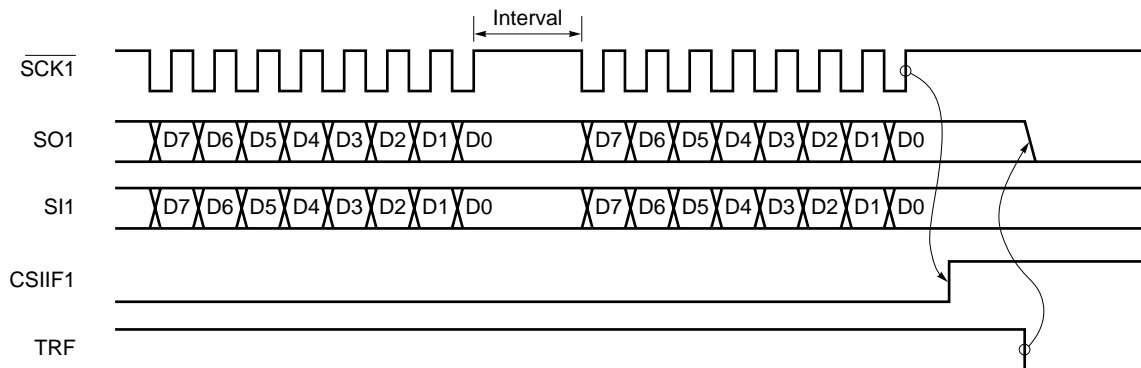 Interval
SCK1
SO1 D7 D6 D5 D4 D3 D2 D1 D0 D7 D6 D5 D4 D3 D2 D1 D0
SI1 D7 D6 D5 D4 D3 D2 D1 D0 D7 D6 D5 D4 D3 D2 D1 D0
CSIIF1
TRF